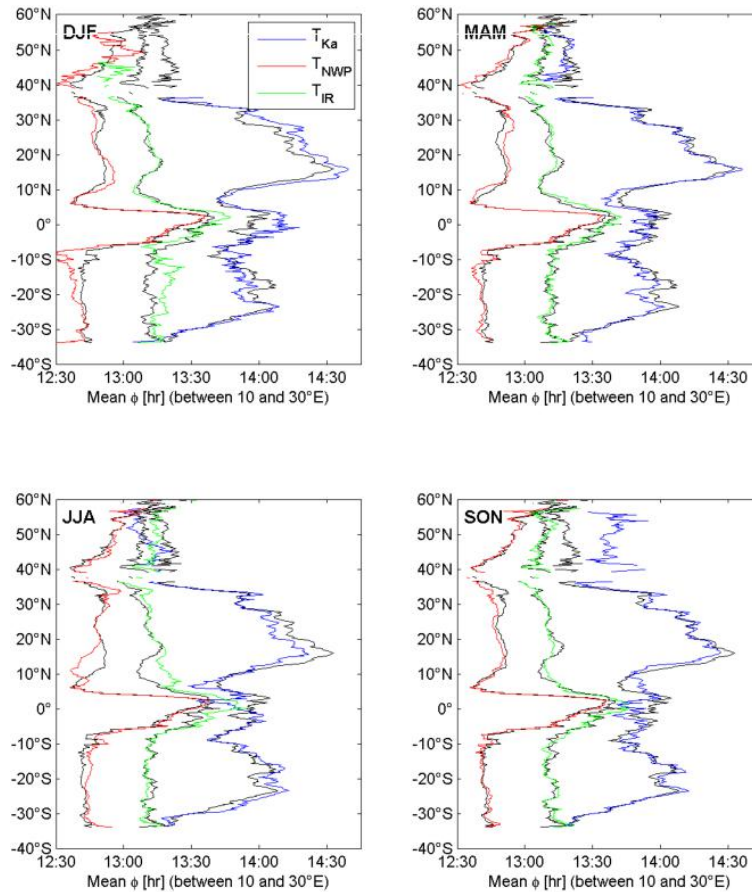 DJF
T_Ka
T_NWP
T_IR
60°N
50°N
40°N
30°N
20°N
10°N
0°
-10°S
-20°S
-30°S
-40°S
12:30 13:00 13:30 14:00 14:30
Mean ϕ [hr] (between 10 and 30°E)
MAM
60°N
50°N
40°N
30°N
20°N
10°N
0°
-10°S
-20°S
-30°S
-40°S
12:30 13:00 13:30 14:00 14:30
Mean ϕ [hr] (between 10 and 30°E)
JJA
60°N
50°N
40°N
30°N
20°N
10°N
0°
-10°S
-20°S
-30°S
-40°S
12:30 13:00 13:30 14:00 14:30
Mean ϕ [hr] (between 10 and 30°E)
SON
60°N
50°N
40°N
30°N
20°N
10°N
0°
-10°S
-20°S
-30°S
-40°S
12:30 13:00 13:30 14:00 14:30
Mean ϕ [hr] (between 10 and 30°E)